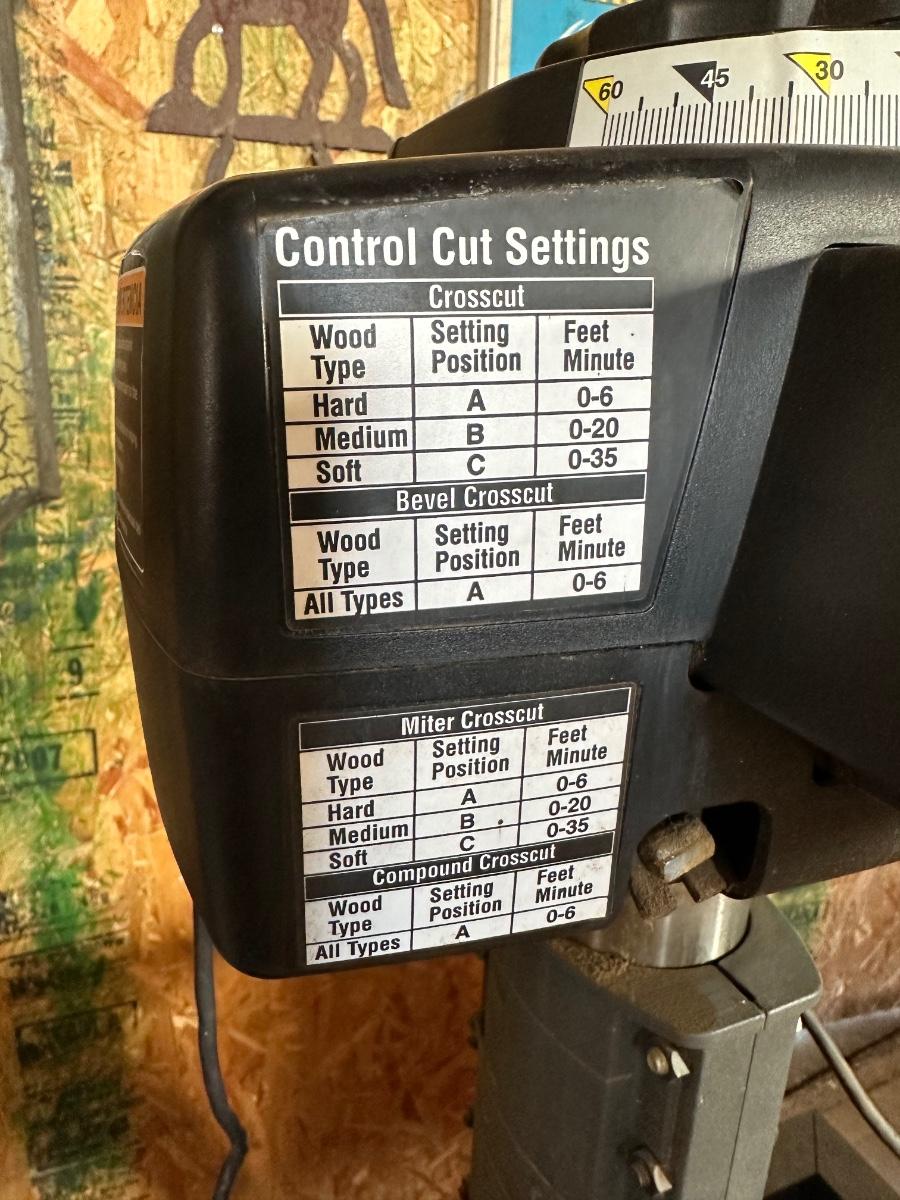 60 45 30
Control Cut Settings
Crosscut
Wood Type Setting Position Feet Minute
Hard A 0-6
Medium B 0-20
Soft C 0-35
Bevel Crosscut
Wood Type Setting Position Feet Minute
All Types A 0-6
9
2007
Miter Crosscut
Wood Type Setting Position Feet Minute
Hard A 0-6
Medium B 0-20
Soft C 0-35
Compound Crosscut
Wood Type Setting Position Feet Minute
All Types A 0-6